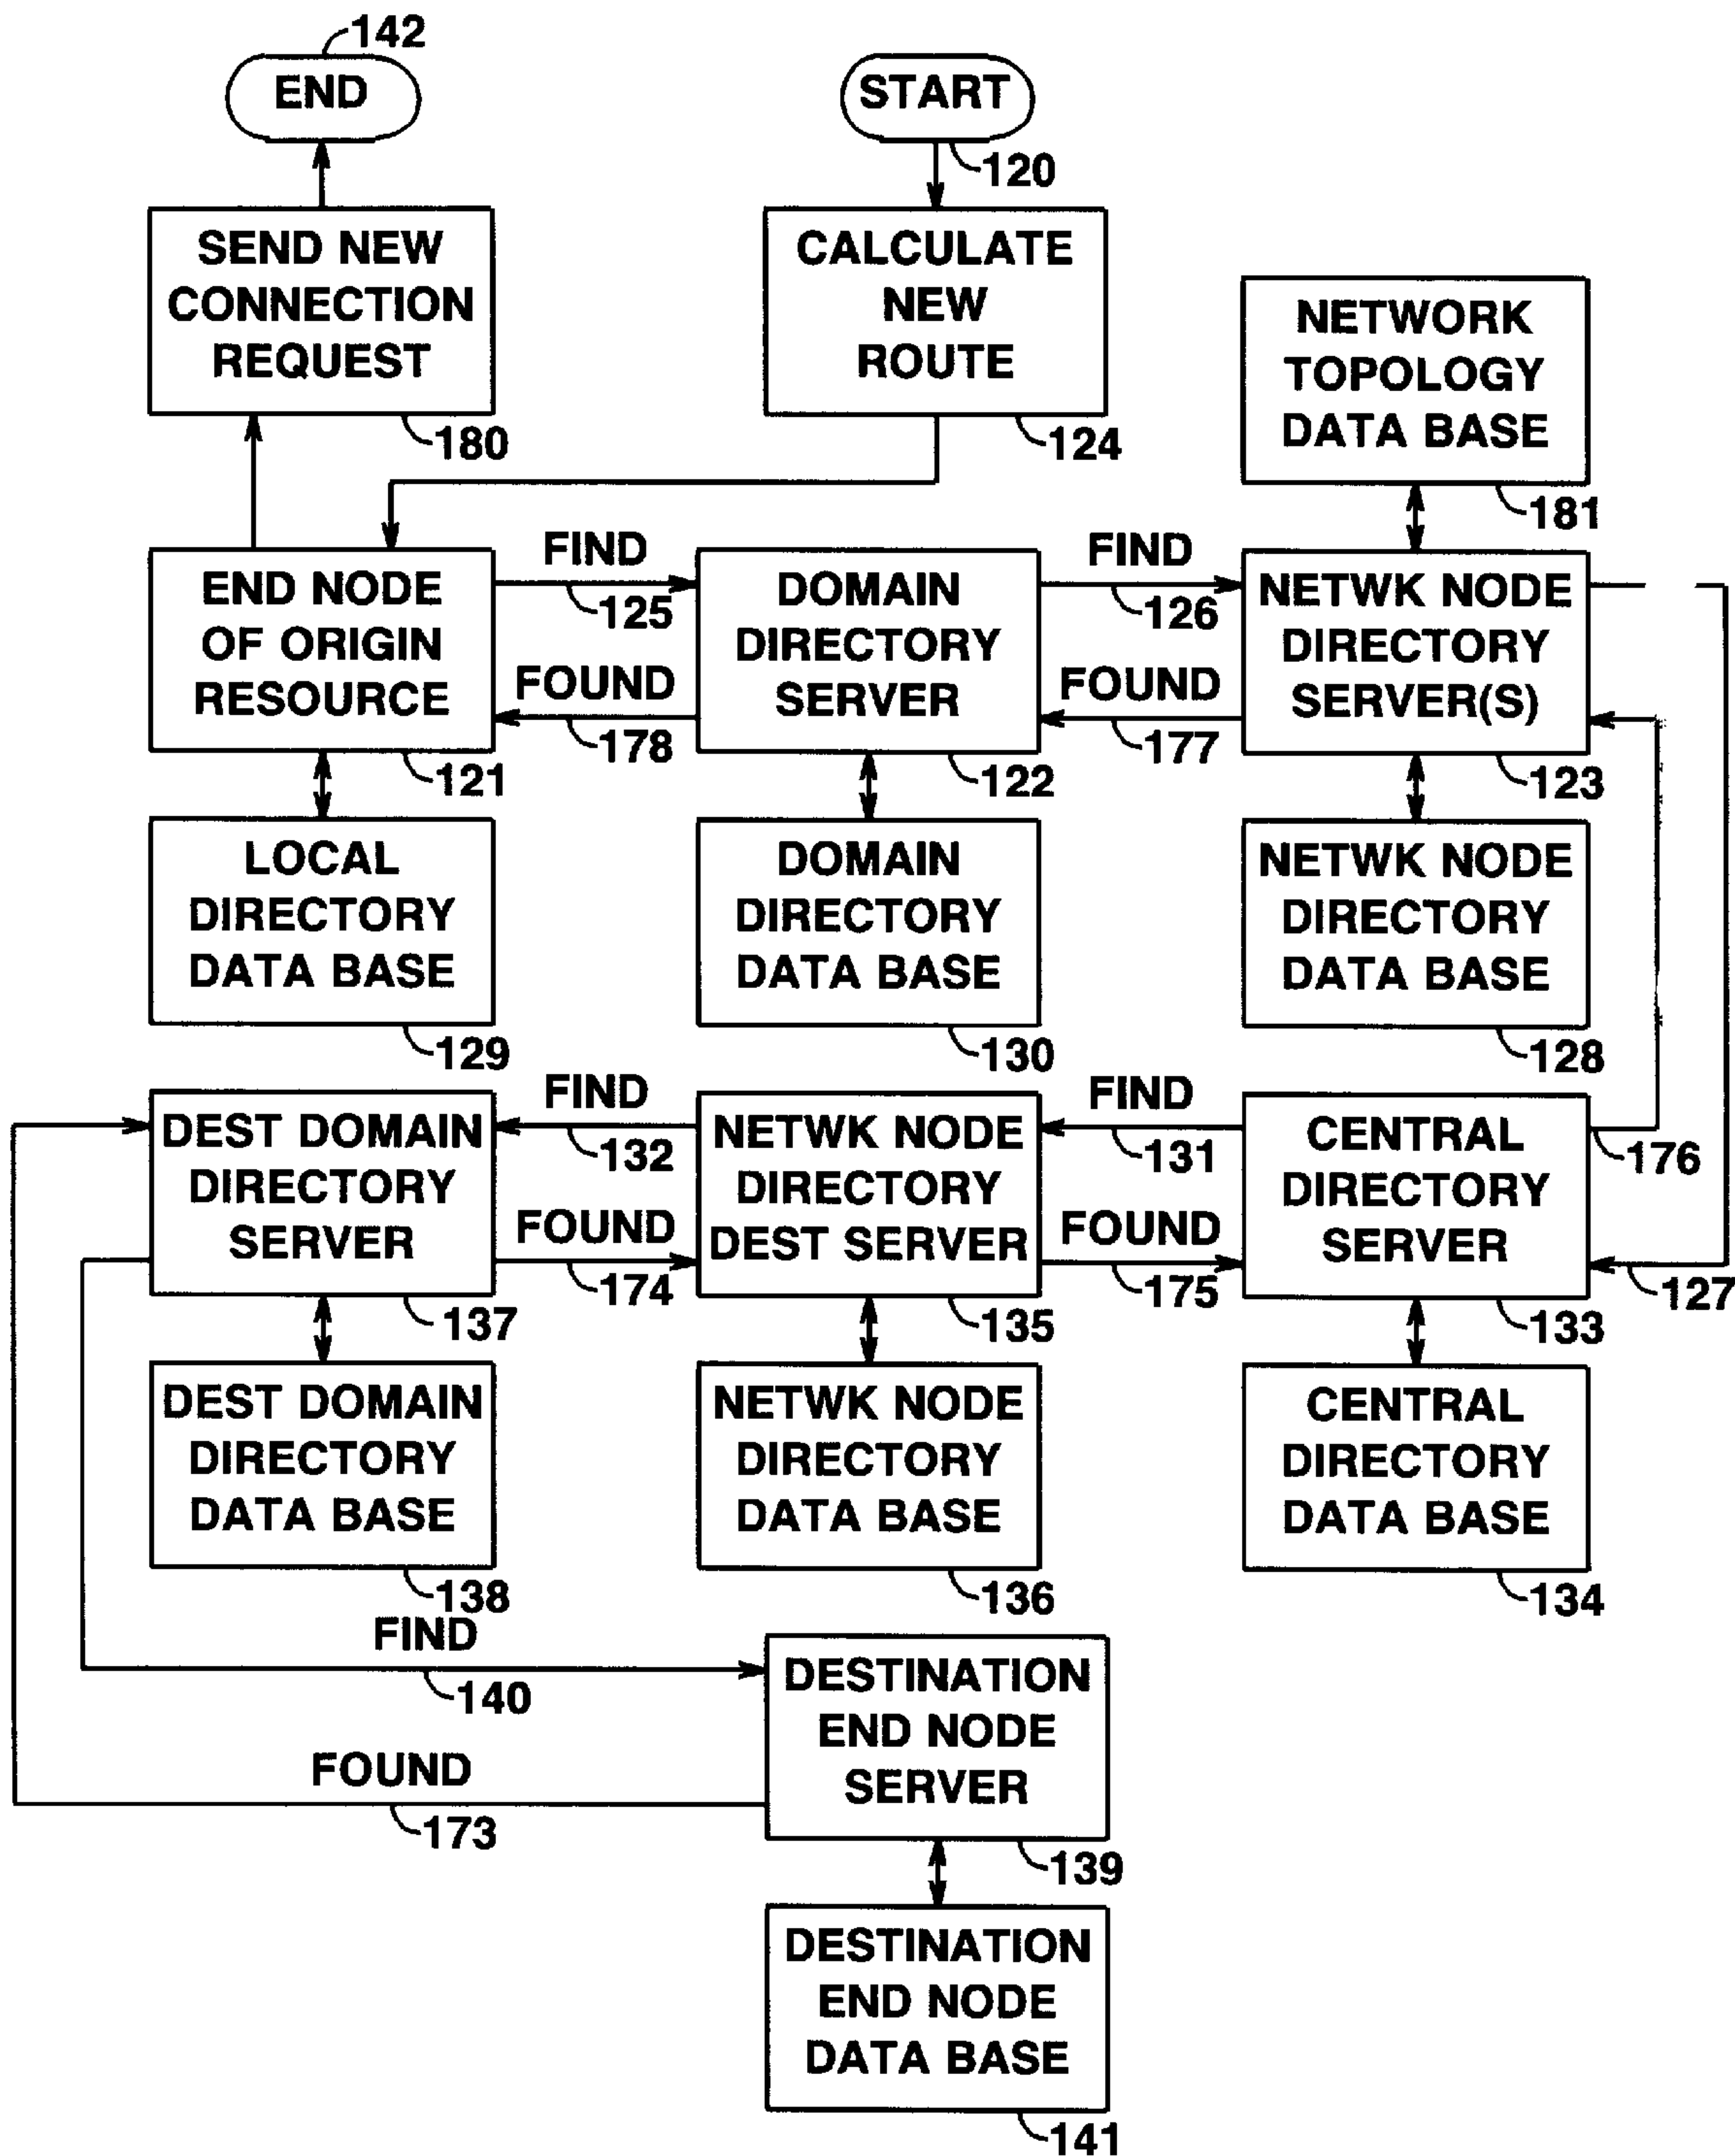 142
END
START
120
SEND NEW
CONNECTION
REQUEST
180
CALCULATE
NEW
ROUTE
124
NETWORK
TOPOLOGY
DATA BASE
181
END NODE
OF ORIGIN
RESOURCE
121
FIND
125
FOUND
178
DOMAIN
DIRECTORY
SERVER
122
FIND
126
FOUND
177
NETWK NODE
DIRECTORY
SERVER(S)
123
LOCAL
DIRECTORY
DATA BASE
129
DOMAIN
DIRECTORY
DATA BASE
130
NETWK NODE
DIRECTORY
DATA BASE
128
DEST DOMAIN
DIRECTORY
SERVER
137
FIND
132
FOUND
174
NETWK NODE
DIRECTORY
DEST SERVER
135
FIND
131
FOUND
175
CENTRAL
DIRECTORY
SERVER
133
176
127
DEST DOMAIN
DIRECTORY
DATA BASE
138
NETWK NODE
DIRECTORY
DATA BASE
136
CENTRAL
DIRECTORY
DATA BASE
134
FIND
140
FOUND
173
DESTINATION
END NODE
SERVER
139
DESTINATION
END NODE
DATA BASE
141